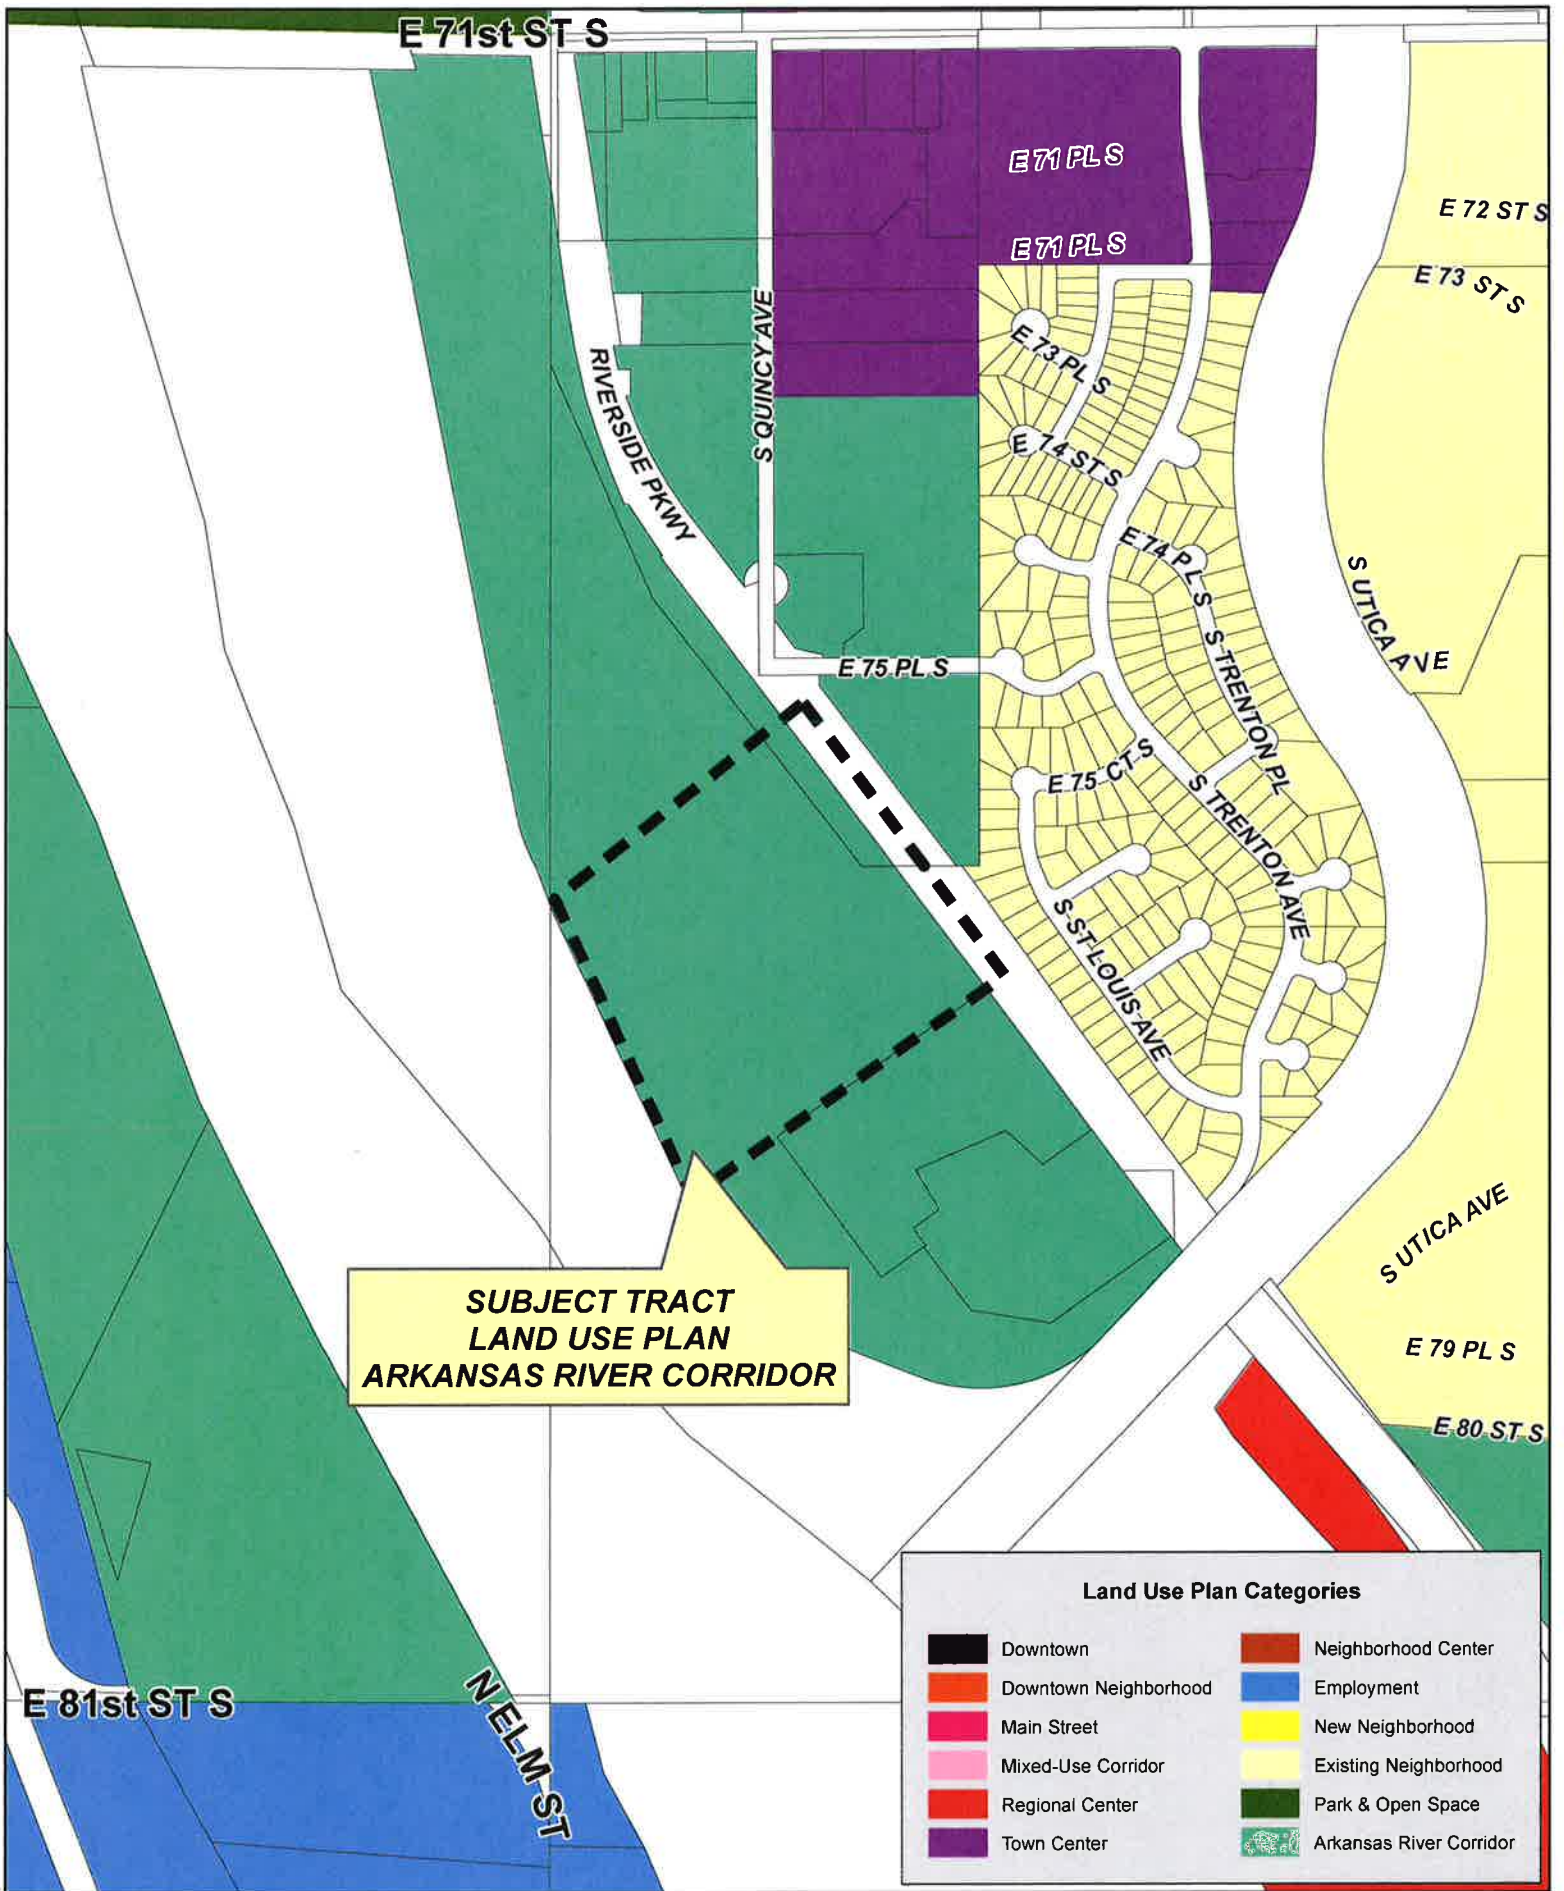 E 71st ST S
E 71 PL S
E 72 ST S
E 71 PL S
E 73 ST S
S QUINCY AVE
E 73 PL S
RIVERSIDE PKWY
E 74 ST S
E 74 PL S
S UTICA AVE
S TRENTON PL
E 75 PL S
E 75 CT S
S TRENTON AVE
S ST LOUIS AVE
S UTICA AVE
SUBJECT TRACT
LAND USE PLAN
ARKANSAS RIVER CORRIDOR
E 79 PL S
E 80 ST S
E 81st ST S
N ELM ST
Land Use Plan Categories
Downtown
Downtown Neighborhood
Main Street
Mixed-Use Corridor
Regional Center
Town Center
Neighborhood Center
Employment
New Neighborhood
Existing Neighborhood
Park & Open Space
Arkansas River Corridor